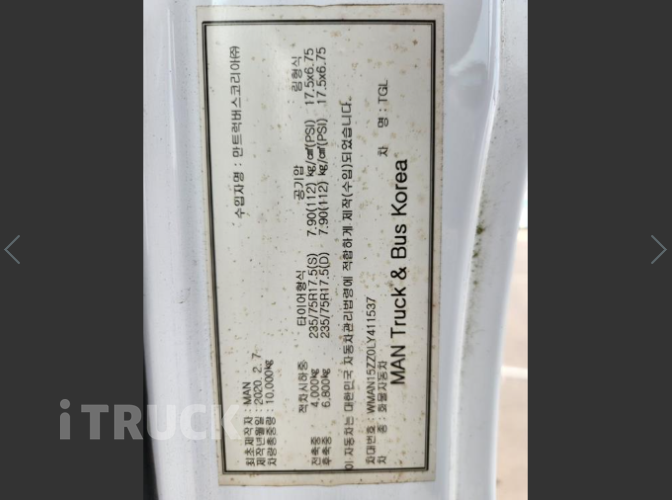 최초제작자 : MAN 수입자명 : 만트럭버스코리아㈜
제작년월일 : 2020. 2. 7.
차량총중량 : 10,000kg
적차시하중 타이어형식 공기압 림형식
전축중 4,000kg 235/75R17.5(S) 7.90(112) kg/㎠(PSI) 17.5x6.75
후축중 6,800kg 235/75R17.5(D) 7.90(112) kg/㎠(PSI) 17.5x6.75
이 자동차는 대한민국 자동차관리법령에 적합하게 제작(수입)되었습니다.
차대번호 : WMAN15ZZ0LY411537
차 종 : 화물자동차 차 명 : TGL
MAN Truck & Bus Korea
iTRUCK